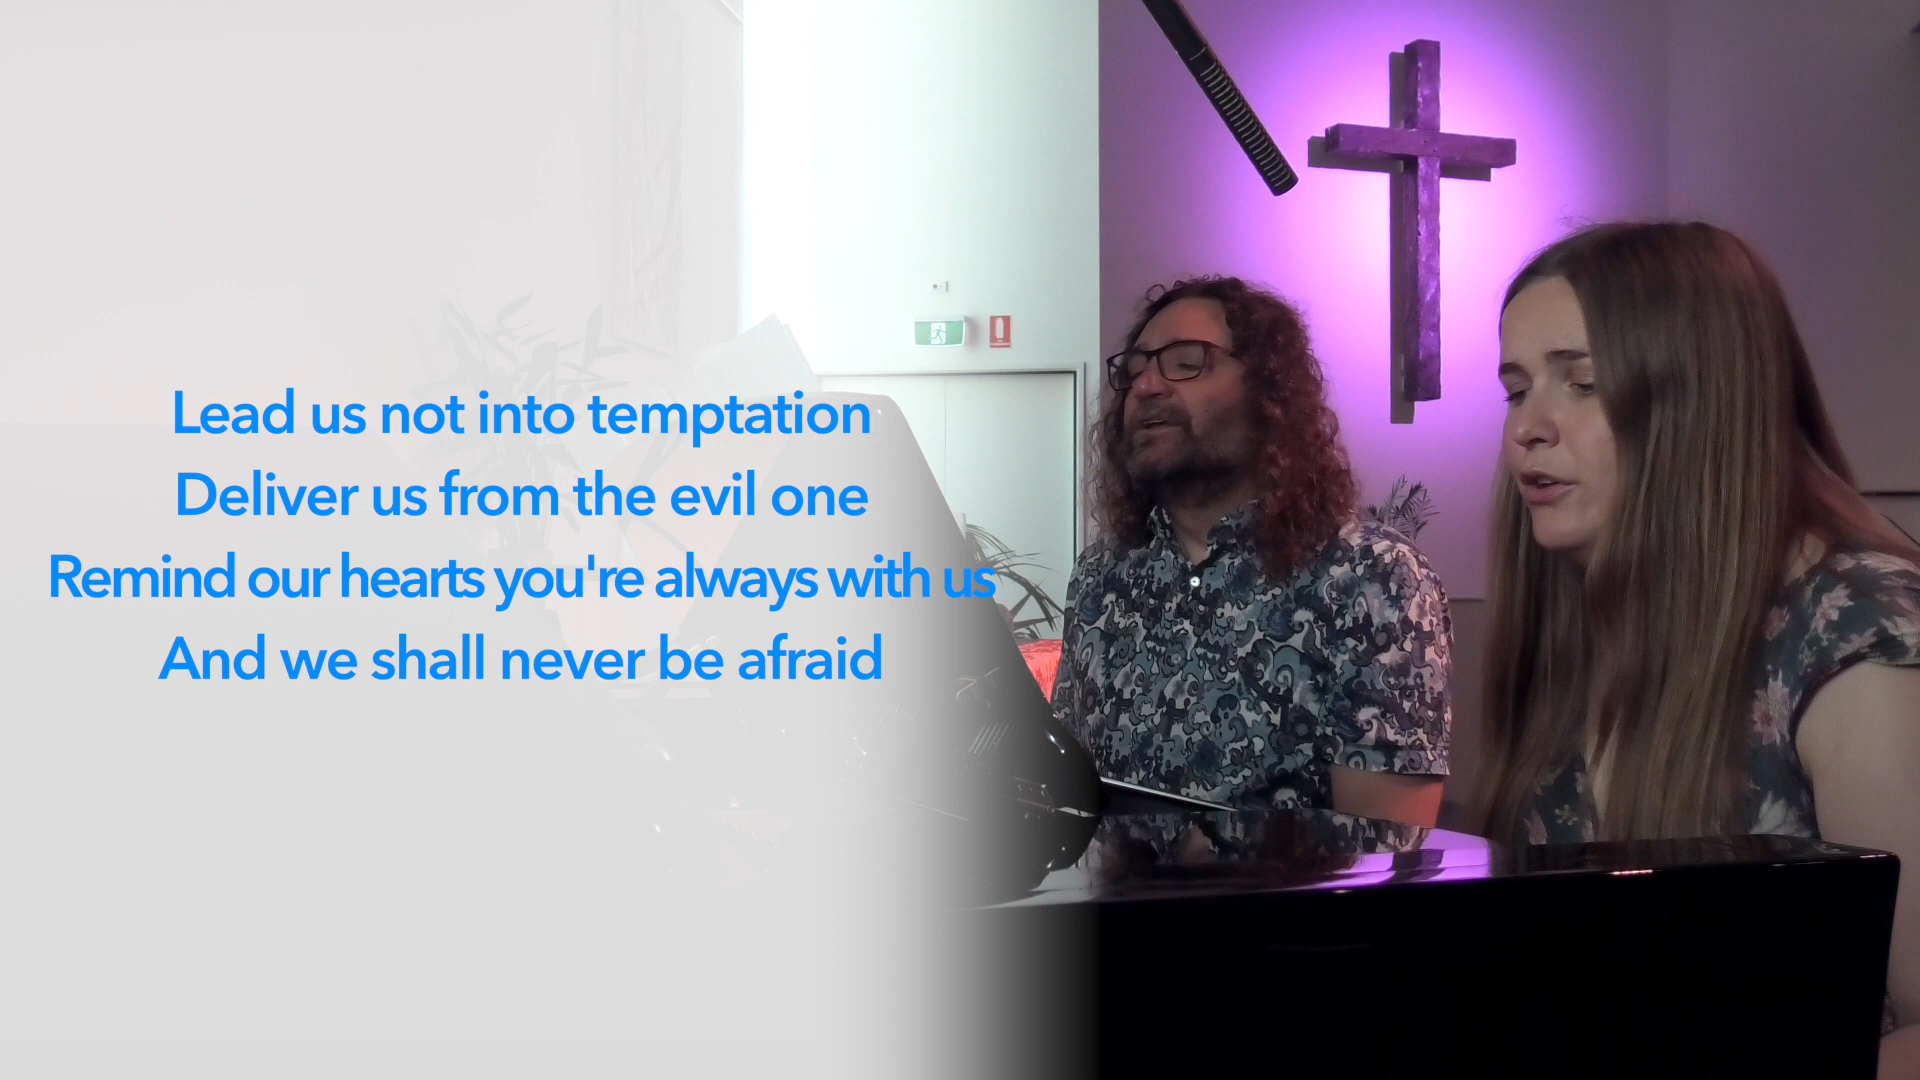 Lead us not into temptation
Deliver us from the evil one
Remind our hearts you're always with us
And we shall never be afraid